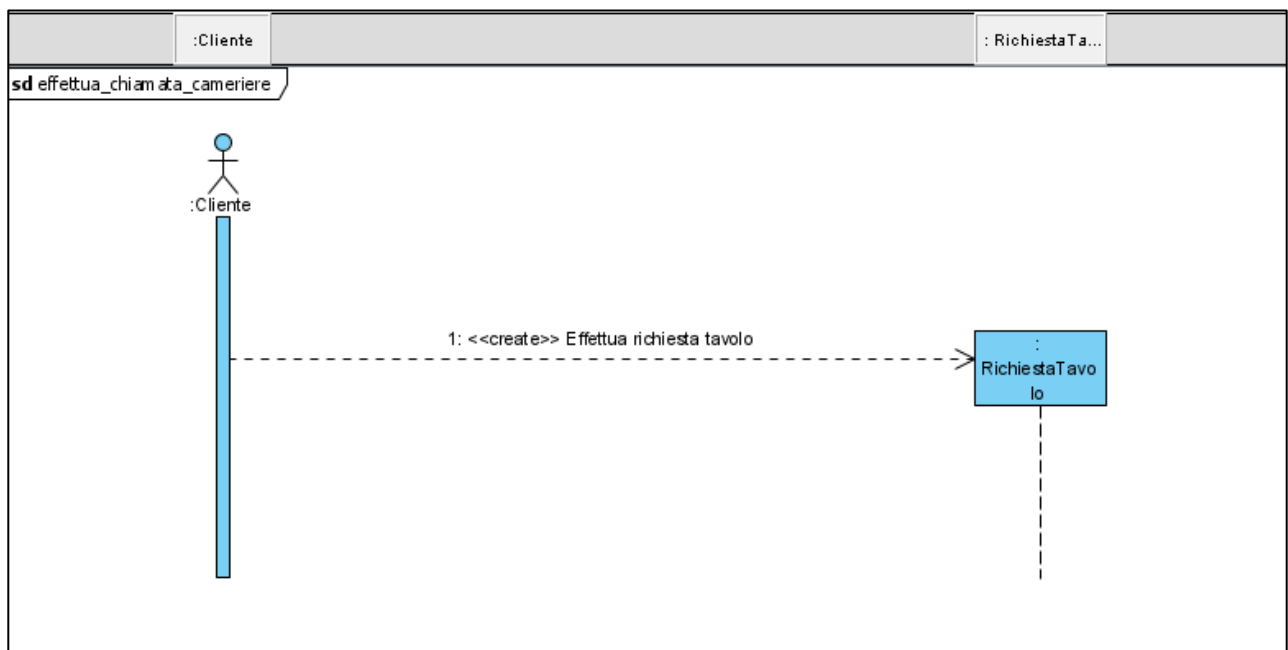 :Cliente
: RichiestaTa...
sd effettua_chiamata_cameriere
:Cliente
1: <<create>> Effettua richiesta tavolo
:
RichiestaTavo
lo